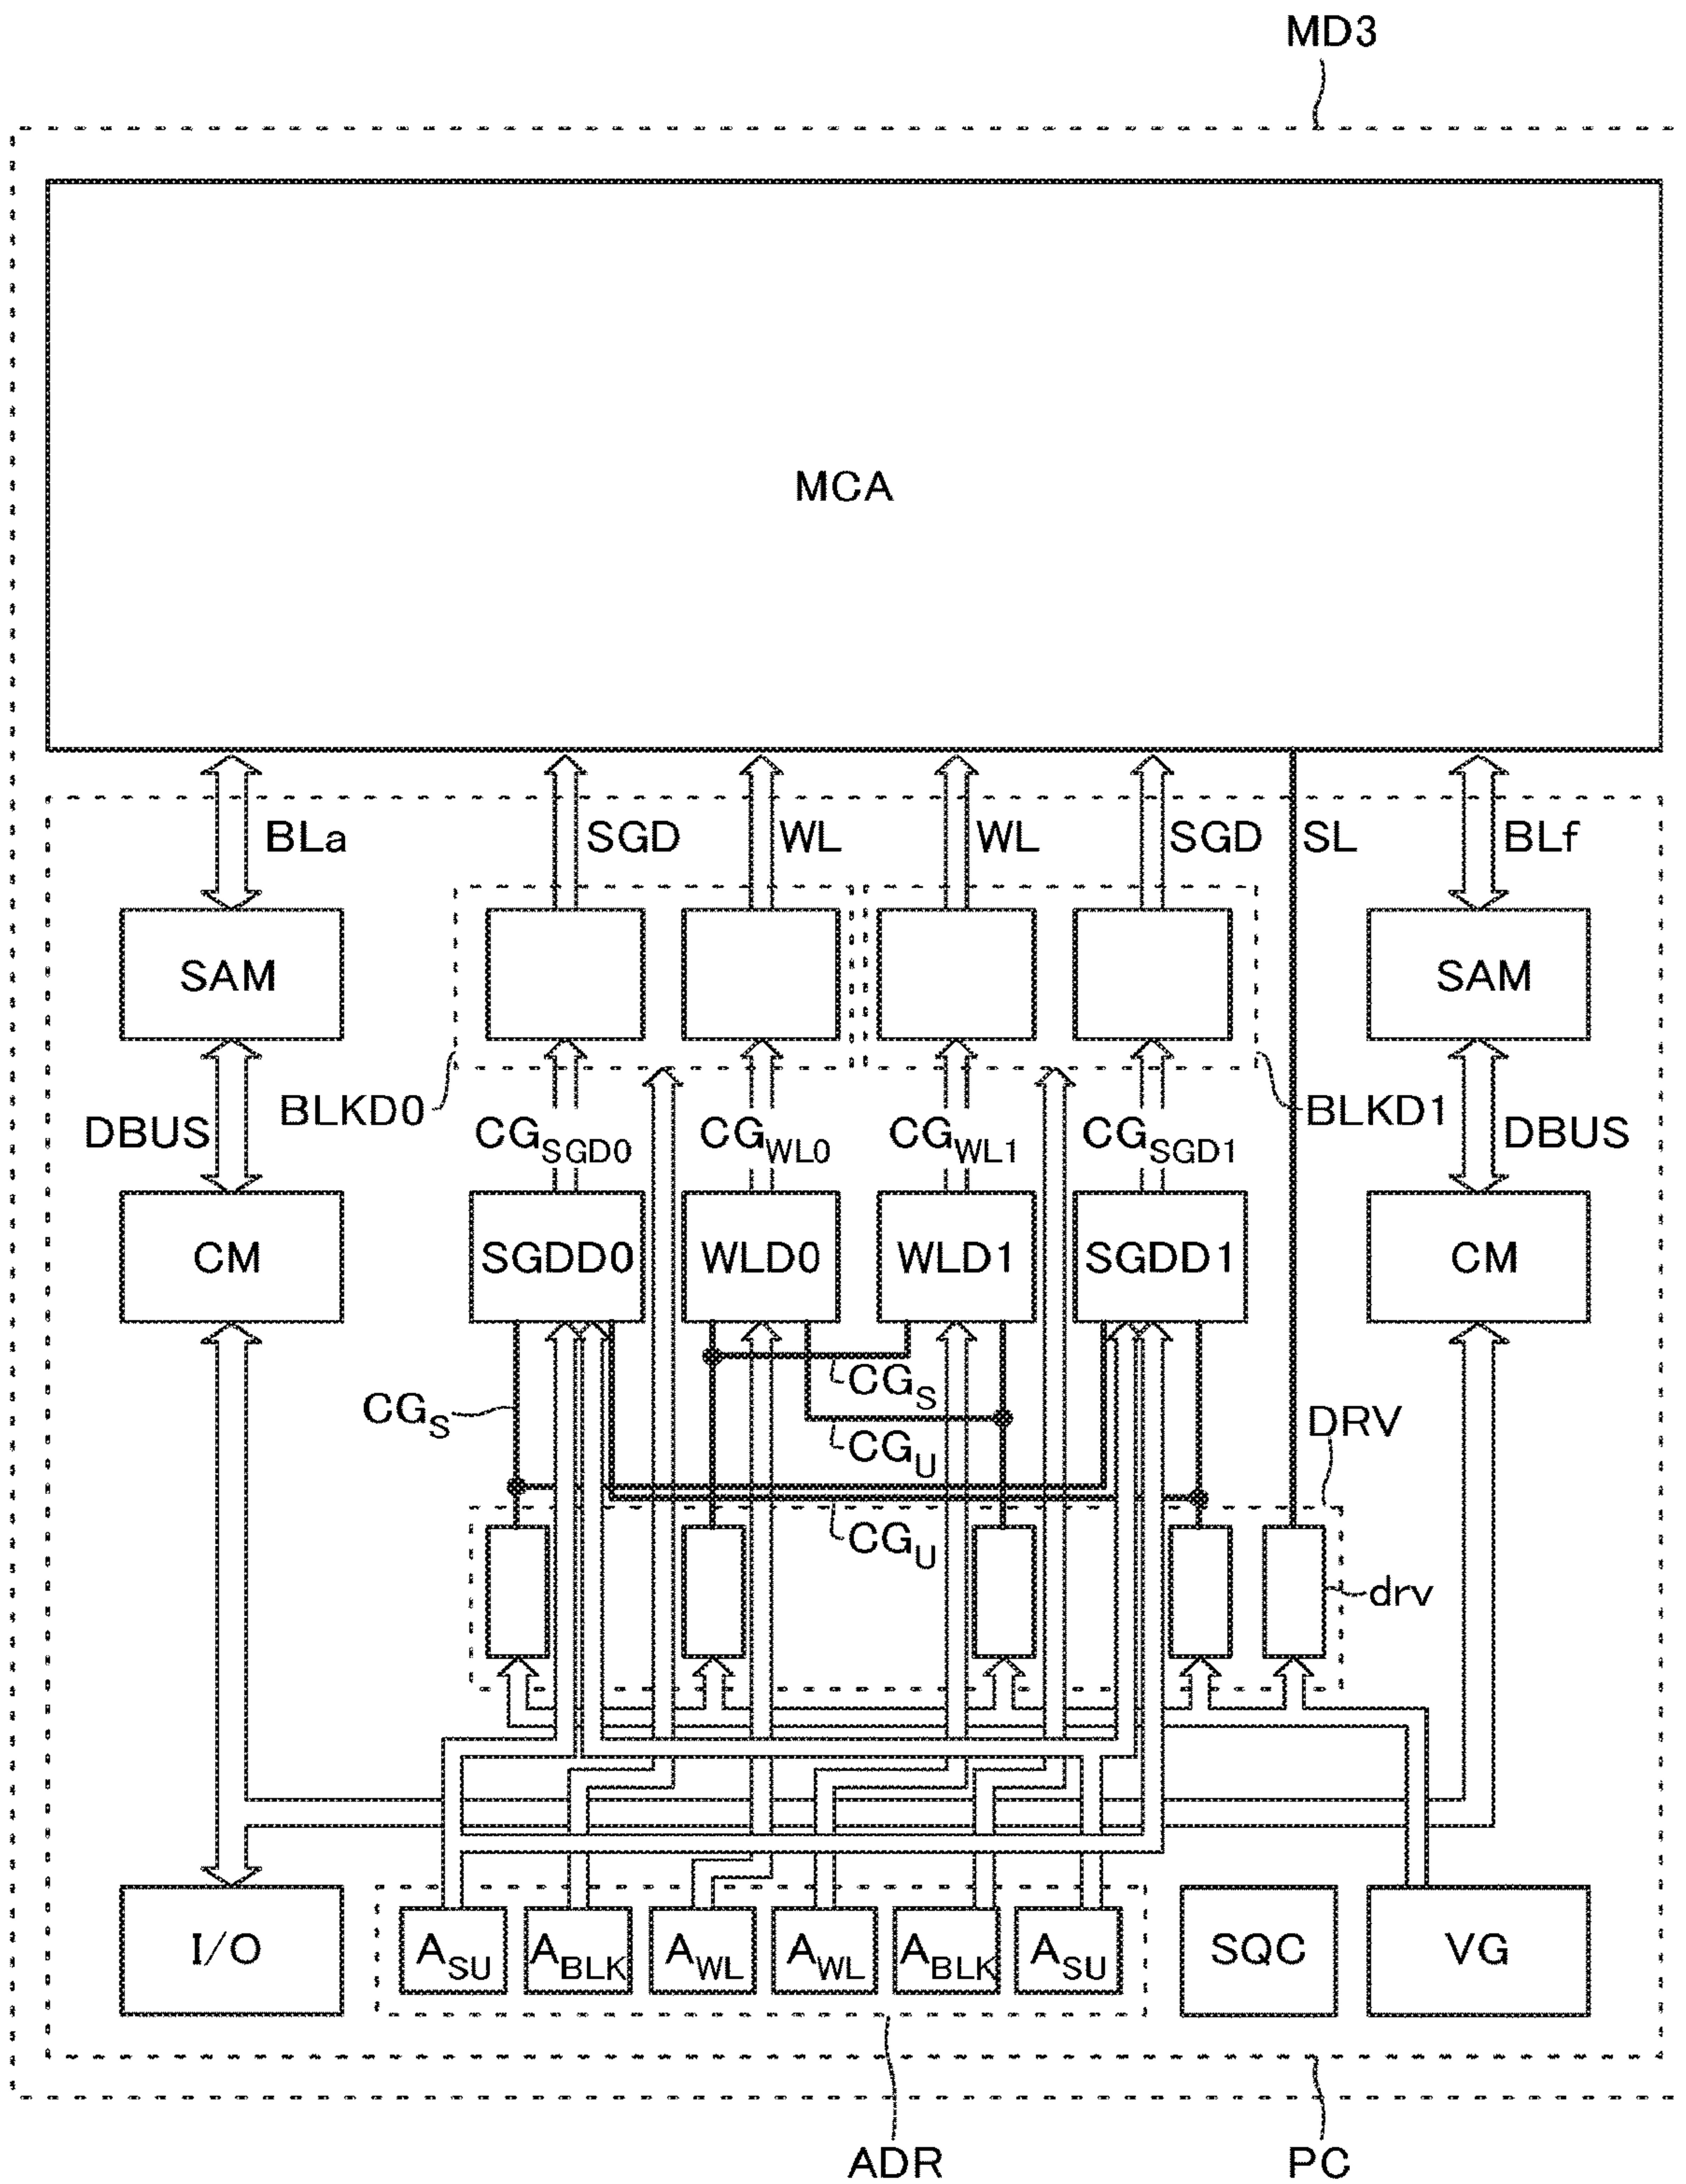 MD3
MCA
BLa SGD WL WL SGD SL BLf
SAM SAM
BLKD0 BLKD1
DBUS CGSGD0 CGWL0 CGWL1 CGSGD1 DBUS
CM SGDD0 WLD0 WLD1 SGDD1 CM
CGS
CGS DRV
CGU
CGU
drv
I/O ASU ABLK AWL AWL ABLK ASU SQC VG
ADR PC